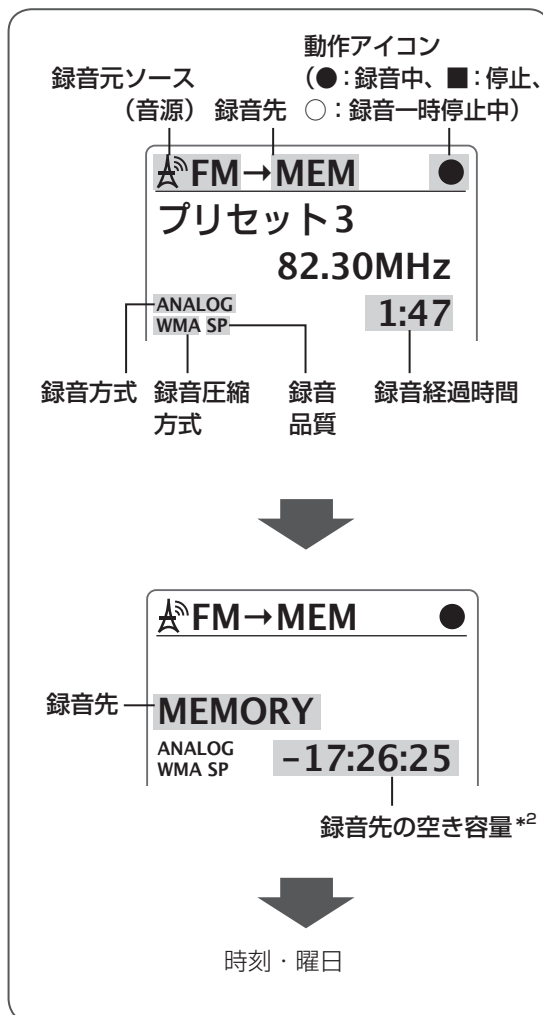 動作アイコン
録音元ソース (●：録音中、■：停止、
（音源） 録音先 ○：録音一時停止中）
FM→MEM ●
プリセット3
82.30MHz
ANALOG 1:47
WMA SP
録音方式 録音圧縮 録音 録音経過時間
方式 品質
FM→MEM ●
録音先 MEMORY
ANALOG
WMA SP −17:26:25
録音先の空き容量*2
時刻・曜日